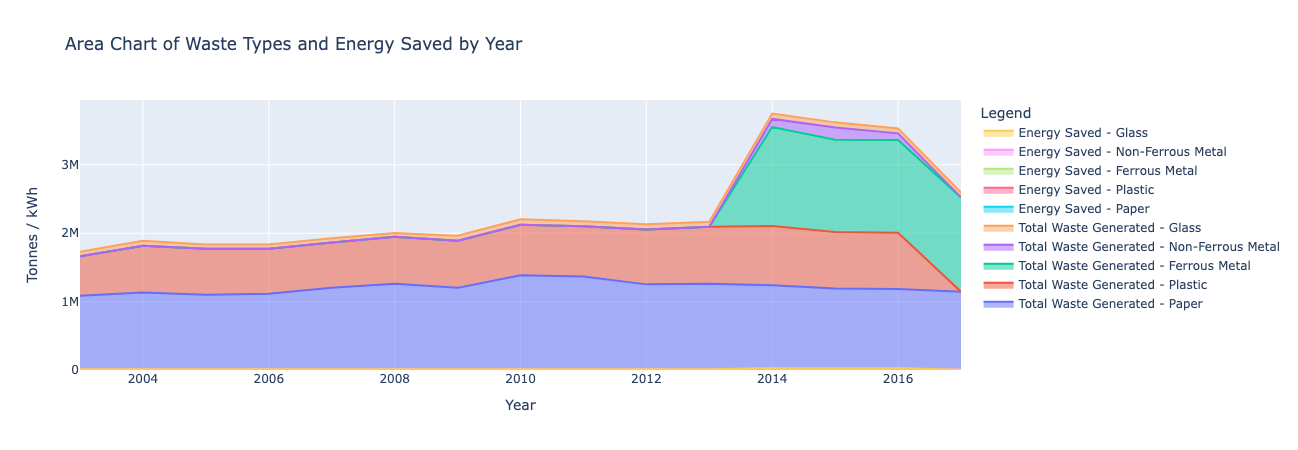 Area Chart of Waste Types and Energy Saved by Year
Legend
Energy Saved - Glass
Energy Saved - Non-Ferrous Metal
Energy Saved - Ferrous Metal
Energy Saved - Plastic
Energy Saved - Paper
Total Waste Generated - Glass
Total Waste Generated - Non-Ferrous Metal
Total Waste Generated - Ferrous Metal
Total Waste Generated - Plastic
Total Waste Generated - Paper
Tonnes / kWh
3M
2M
1M
0
2004 2006 2008 2010 2012 2014 2016
Year